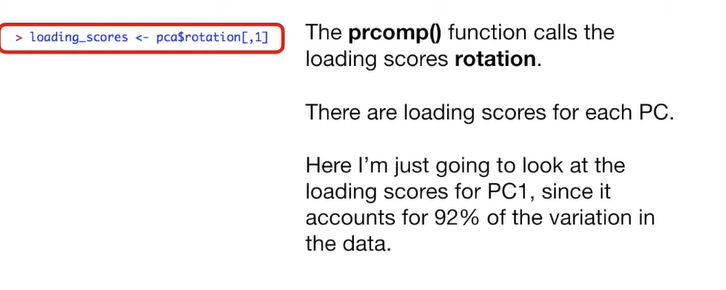 > loading_scores <- pca$rotation[,1]
The prcomp() function calls the
loading scores rotation.
There are loading scores for each PC.
Here I'm just going to look at the
loading scores for PC1, since it
accounts for 92% of the variation in
the data.